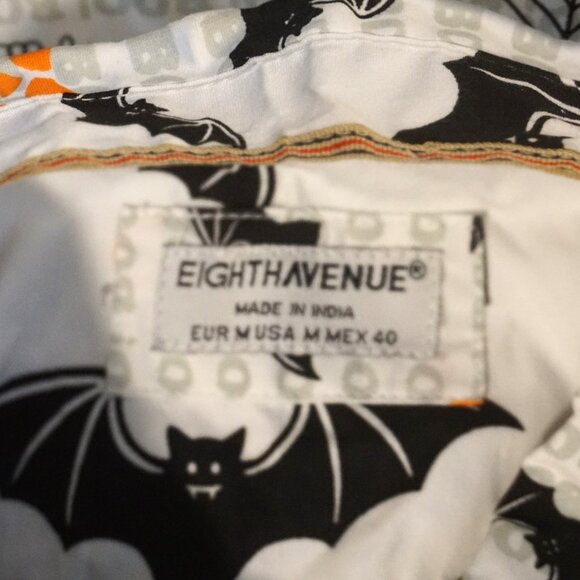 EIGHTHAVENUE®
MADE IN INDIA
EUR M USA M MEX 40